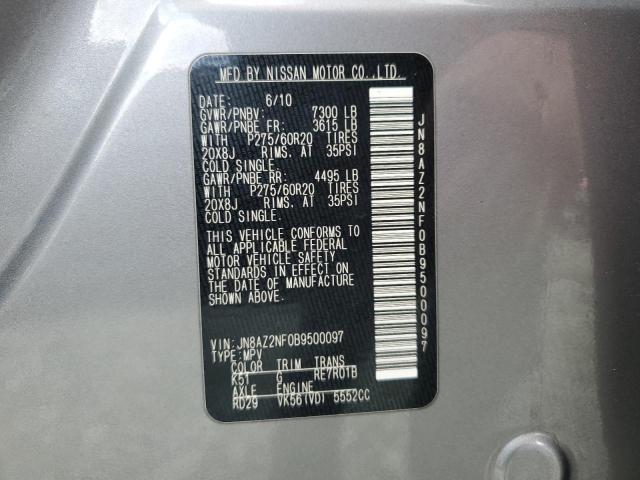 MFD BY NISSAN MOTOR CO.,LTD.
DATE: 6/10
GVWR/PNBV: 7300 LB
GAWR/PNBE FR: 3615 LB
WITH P275/60R20 TIRES
20X8J RIMS. AT 35PSI
COLD SINGLE.
GAWR/PNBE RR: 4495 LB
WITH P275/60R20 TIRES
20X8J RIMS. AT 35PSI
COLD SINGLE.
THIS VEHICLE CONFORMS TO
ALL APPLICABLE FEDERAL
MOTOR VEHICLE SAFETY
STANDARDS IN EFFECT ON
THE DATE OF MANUFACTURE
SHOWN ABOVE.
VIN:JN8AZ2NF0B9500097
TYPE:MPV
COLOR TRIM TRANS
K51 G RE7R01B
AXLE ENGINE
RD29 VK56(VD) 5552CC
JN8AZ2NF0B9500097